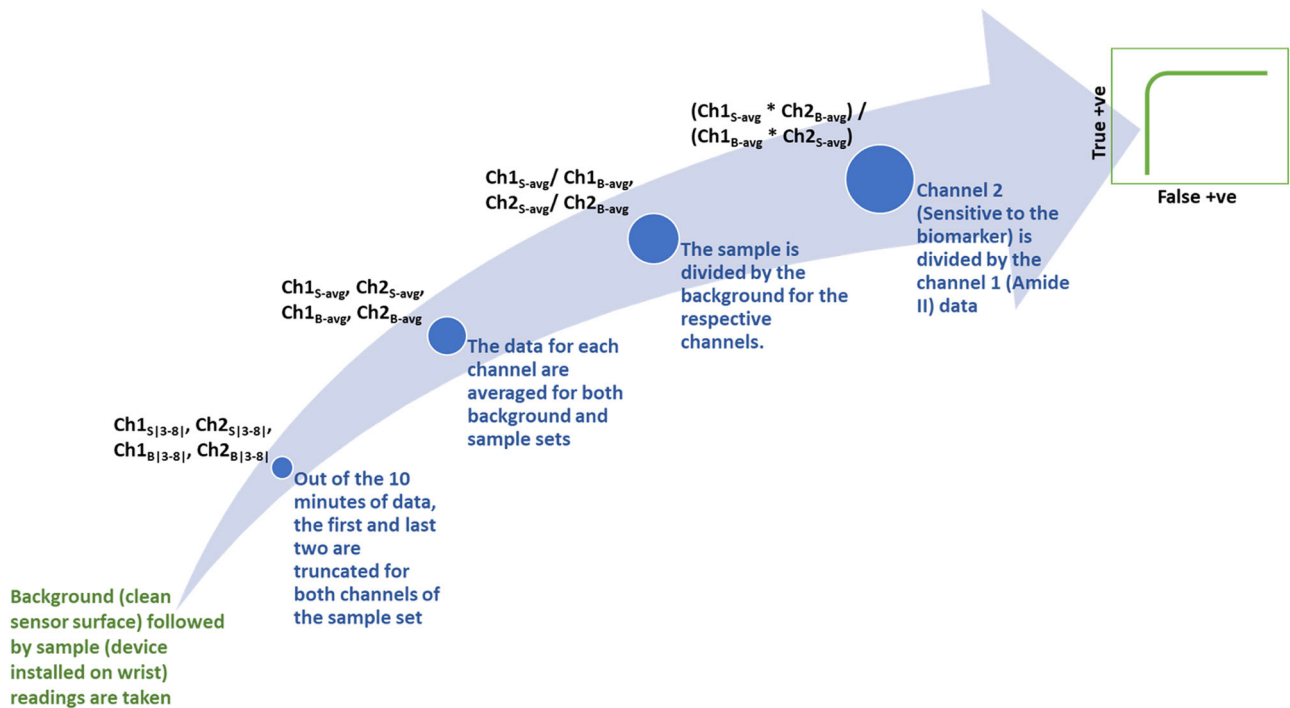 Background (clean
sensor surface) followed
by sample (device
installed on wrist)
readings are taken
Ch1S|3-8|, Ch2S|3-8|,
Ch1B|3-8|, Ch2B|3-8|
Out of the 10
minutes of data,
the first and last
two are
truncated for
both channels of
the sample set
Ch1S-avg, Ch2S-avg,
Ch1B-avg, Ch2B-avg
The data for each
channel are
averaged for both
background and
sample sets
Ch1S-avg/ Ch1B-avg,
Ch2S-avg/ Ch2B-avg
The sample is
divided by the
background for the
respective
channels.
(Ch1S-avg * Ch2B-avg) /
(Ch1B-avg * Ch2S-avg)
Channel 2
(Sensitive to the
biomarker) is
divided by the
channel 1 (Amide
II) data
True +ve
False +ve